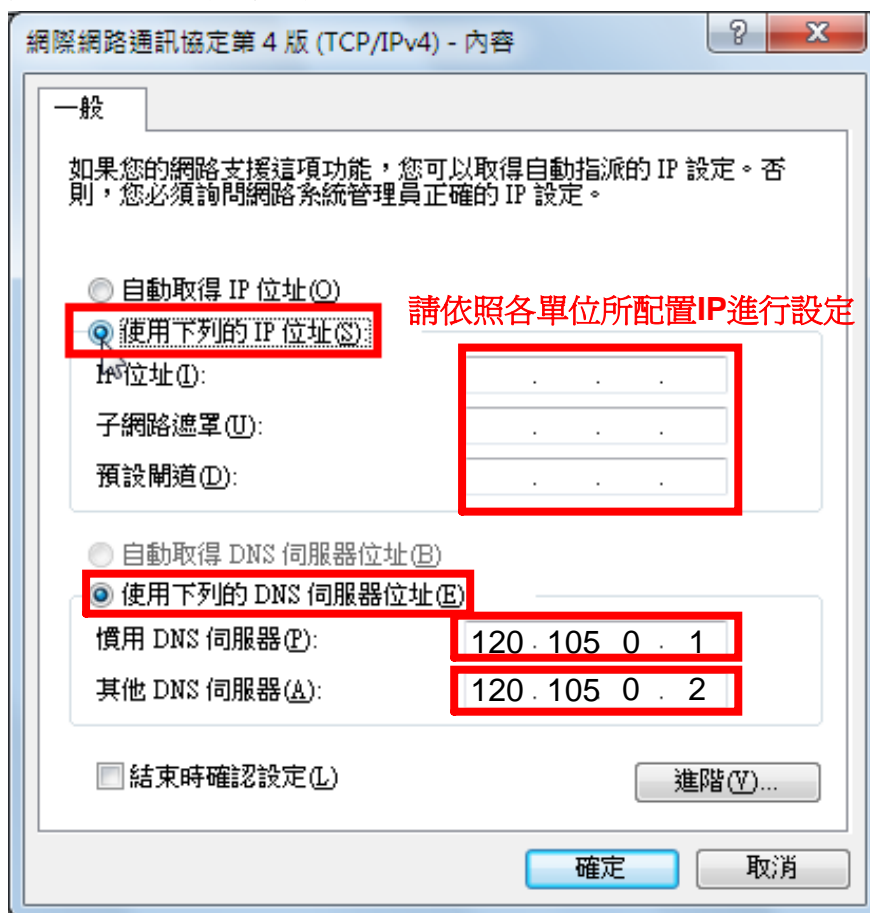 網際網路通訊協定第 4 版 (TCP/IPv4) - 內容
一般
如果您的網路支援這項功能，您可以取得自動指派的 IP 設定。否
則，您必須詢問網路系統管理員正確的 IP 設定。
自動取得 IP 位址(O)
請依照各單位所配置IP進行設定
使用下列的 IP 位址(S):
IP 位址(I):
子網路遮罩(U):
預設閘道(D):
自動取得 DNS 伺服器位址(B)
使用下列的 DNS 伺服器位址(E)
慣用 DNS 伺服器(P): 120 . 105 0 . 1
其他 DNS 伺服器(A): 120 . 105 0 . 2
結束時確認設定(L)
進階(V)...
確定 取消